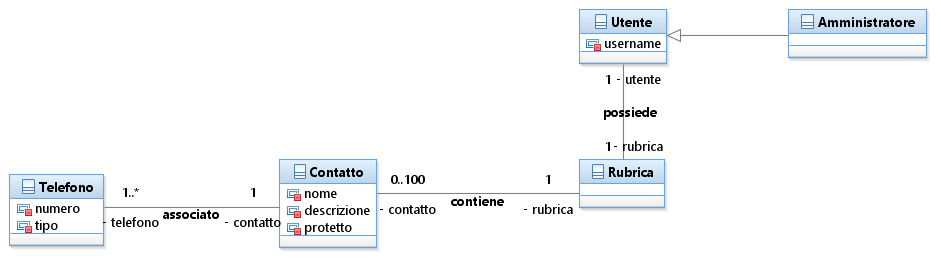 Utente
username
Amministratore
1 - utente
possiede
1 - rubrica
Rubrica
Telefono
numero
tipo
1..*
1
- telefono
associato
- contatto
Contatto
nome
descrizione
protetto
0..100
1
- contatto
contiene
- rubrica